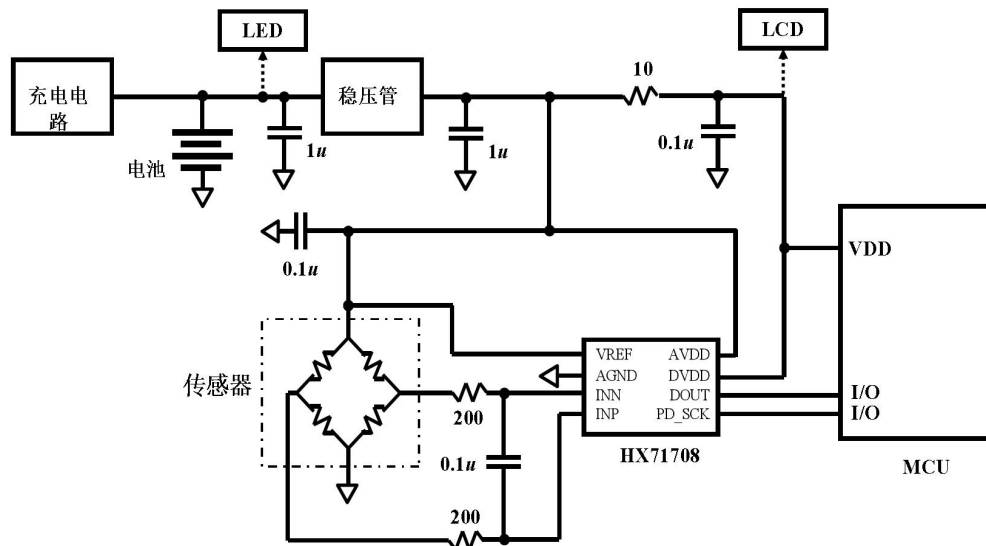 LED
LCD
充电电
路
稳压管
10
1u
1u
0.1u
电池
0.1u
VDD
传感器
VREF AVDD
AGND DVDD
INN DOUT
INP PD_SCK
I/O
I/O
200
HX71708
0.1u
MCU
200